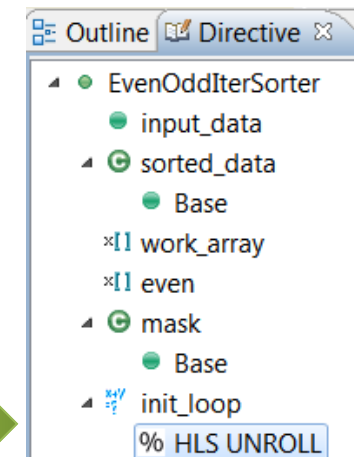 Outline Directive
EvenOddIterSorter
input_data
sorted_data
Base
x[] work_array
x[] even
mask
Base
init_loop
% HLS UNROLL